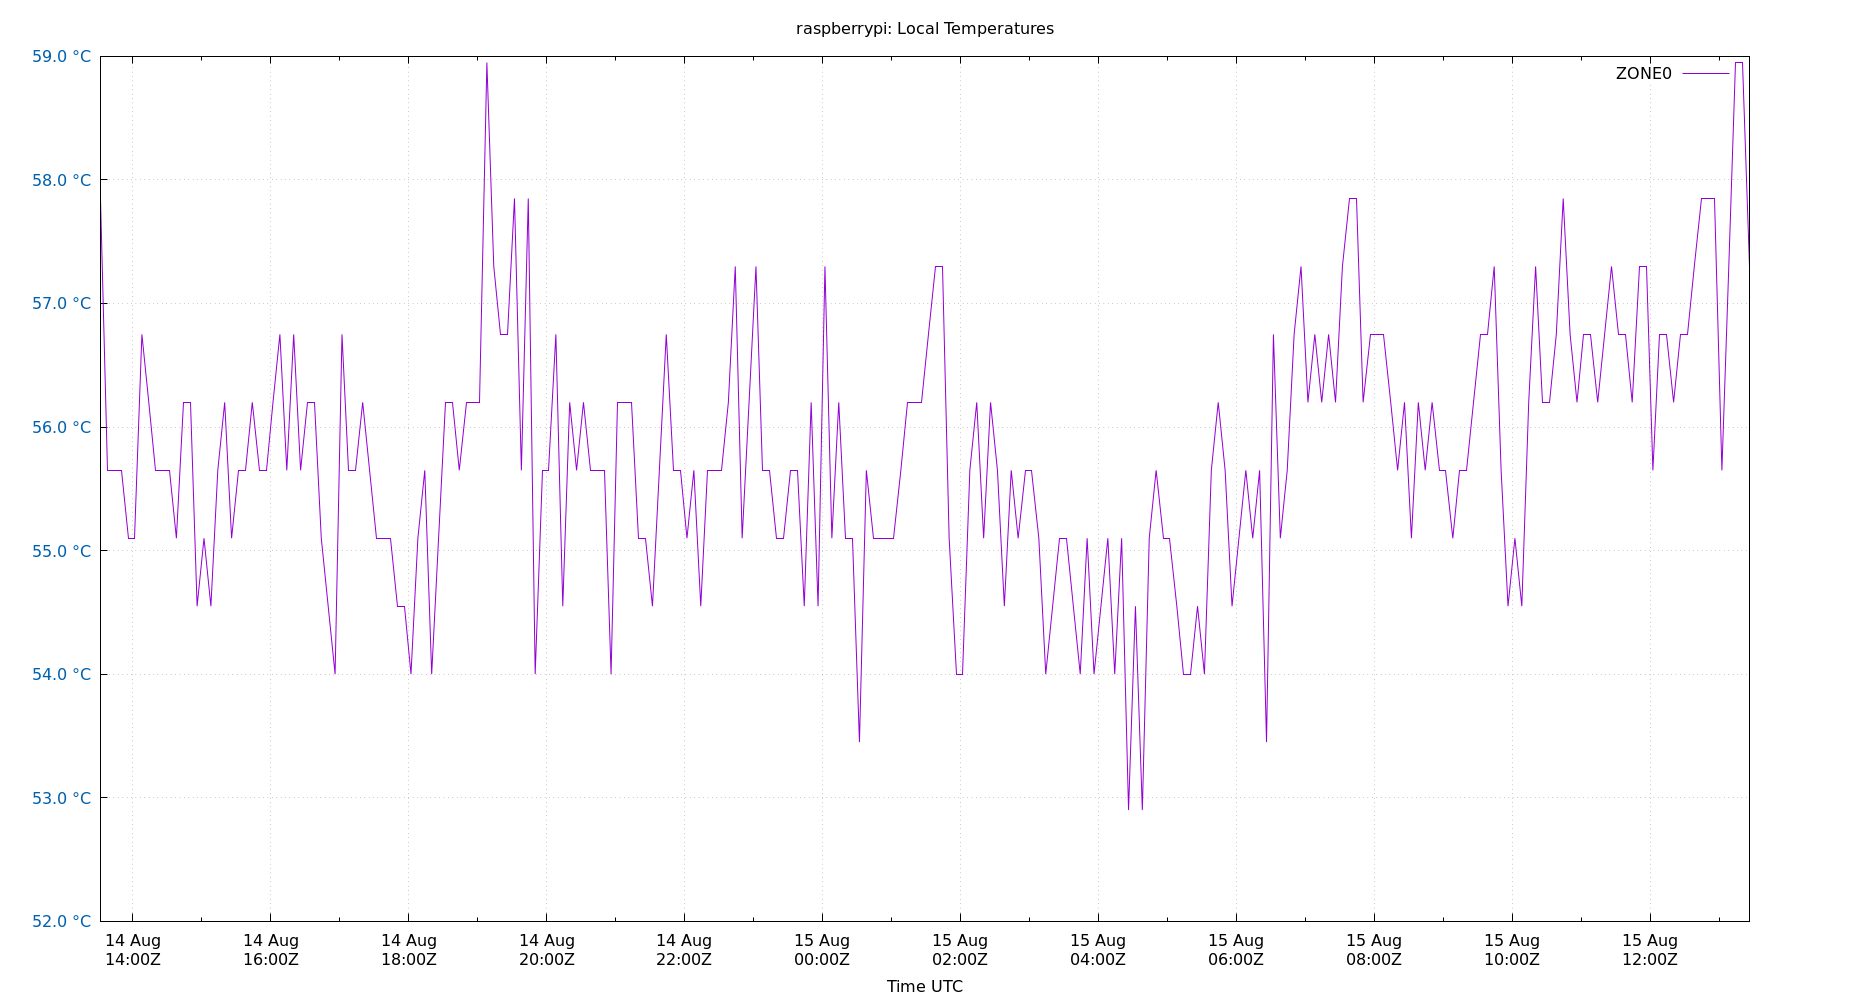 raspberrypi: Local Temperatures
59.0 °C
ZONE0
58.0 °C
57.0 °C
56.0 °C
55.0 °C
54.0 °C
53.0 °C
52.0 °C
14 Aug 14 Aug 14 Aug 14 Aug 14 Aug 15 Aug 15 Aug 15 Aug 15 Aug 15 Aug 15 Aug 15 Aug
14:00Z 16:00Z 18:00Z 20:00Z 22:00Z 00:00Z 02:00Z 04:00Z 06:00Z 08:00Z 10:00Z 12:00Z
Time UTC